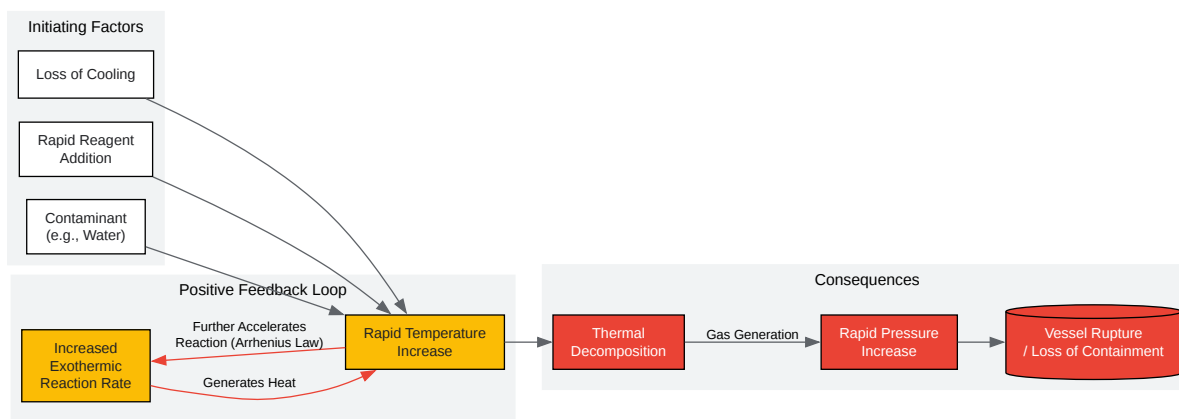 Initiating Factors
Loss of Cooling
Rapid Reagent
Addition
Contaminant
(e.g., Water)
Positive Feedback Loop
Further Accelerates
Reaction (Arrhenius Law)
Increased
Exothermic
Reaction Rate
Generates Heat
Rapid Temperature
Increase
Consequences
Thermal
Decomposition
Gas Generation
Rapid Pressure
Increase
Vessel Rupture
/ Loss of Containment